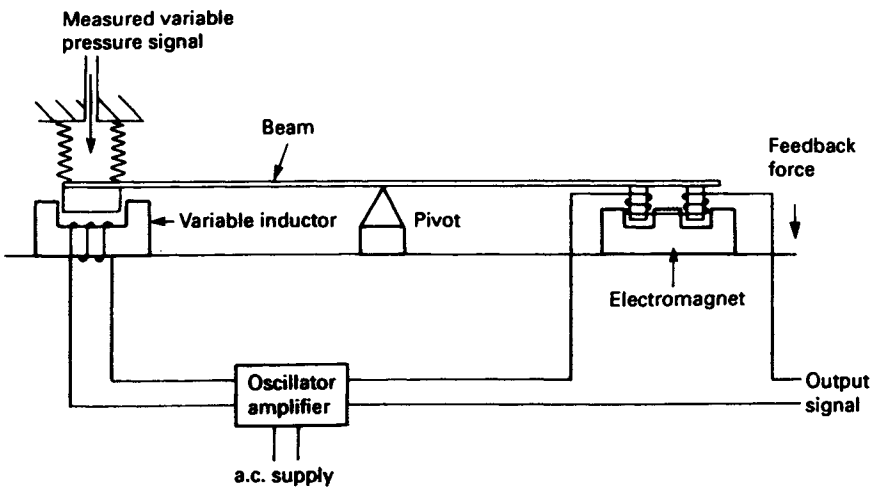 Measured variable
pressure signal
Beam
Feedback
force
Variable inductor
Pivot
Electromagnet
Oscillator
amplifier
Output
signal
a.c. supply